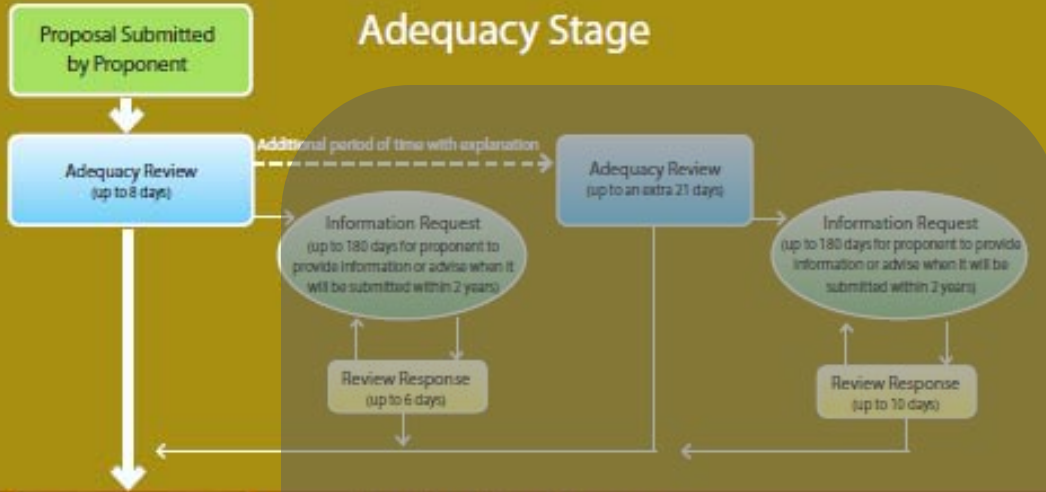 Adequacy Stage
Proposal Submitted
by Proponent
Additional period of time with explanation
Adequacy Review
(up to 8 days)
Adequacy Review
(up to an extra 21 days)
Information Request
(up to 180 days for proponent to
provide information or advise when it
will be submitted within 2 years)
Information Request
(up to 180 days for proponent to provide
information or advise when it will be
submitted within 2 years)
Review Response
(up to 6 days)
Review Response
(up to 10 days)